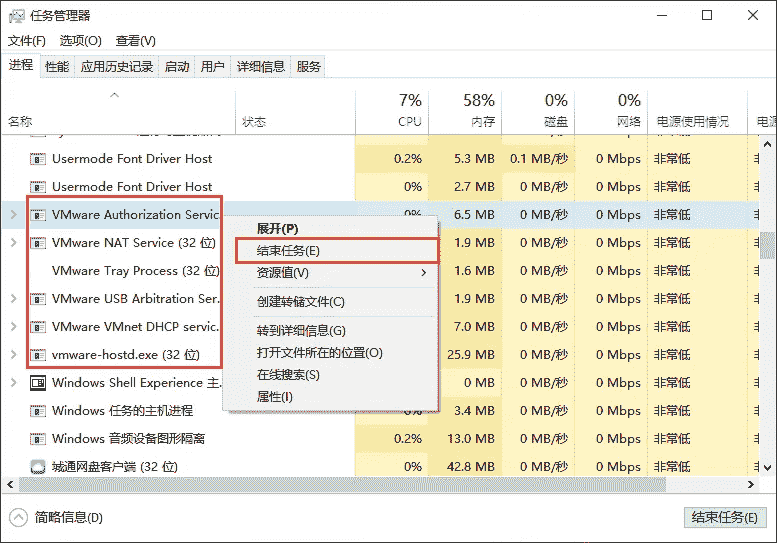 任务管理器
文件(F) 选项(O) 查看(V)
进程 性能 应用历史记录 启动 用户 详细信息 服务
7% 58% 0% 0%
名称 状态 CPU 内存 磁盘 网络 电源使用情况 电源
Usermode Font Driver Host 0.2% 5.3 MB 0.1 MB/秒 0 Mbps 非常低
Usermode Font Driver Host 0% 2.7 MB 0 MB/秒 0 Mbps 非常低
VMware Authorization Servic... 0% 6.5 MB 0 MB/秒 0 Mbps 非常低
展开(P)
VMware NAT Service (32 位) 1.9 MB 0 MB/秒 0 Mbps 非常低
结束任务(E)
VMware Tray Process (32 位) 1.6 MB 0 MB/秒 0 Mbps 非常低
资源值(V)
VMware USB Arbitration Ser... 1.9 MB 0 MB/秒 0 Mbps 非常低
创建转储文件(C)
VMware VMnet DHCP servic... 7.0 MB 0 MB/秒 0 Mbps 非常低
转到详细信息(G)
vmware-hostd.exe (32 位) 25.9 MB 0 MB/秒 0 Mbps 非常低
打开文件所在的位置(O)
在线搜索(S)
Windows Shell Experience 主... 0 MB 0 MB/秒 0 Mbps 非常低
属性(I)
Windows 任务的主机进程 0% 3.4 MB 0 MB/秒 0 Mbps 非常低
Windows 音频设备图形隔离 0.2% 13.0 MB 0 MB/秒 0 Mbps 非常低
城通网盘客户端 (32 位) 0% 42.8 MB 0 MB/秒 0 Mbps 非常低
简略信息(D) 结束任务(E)